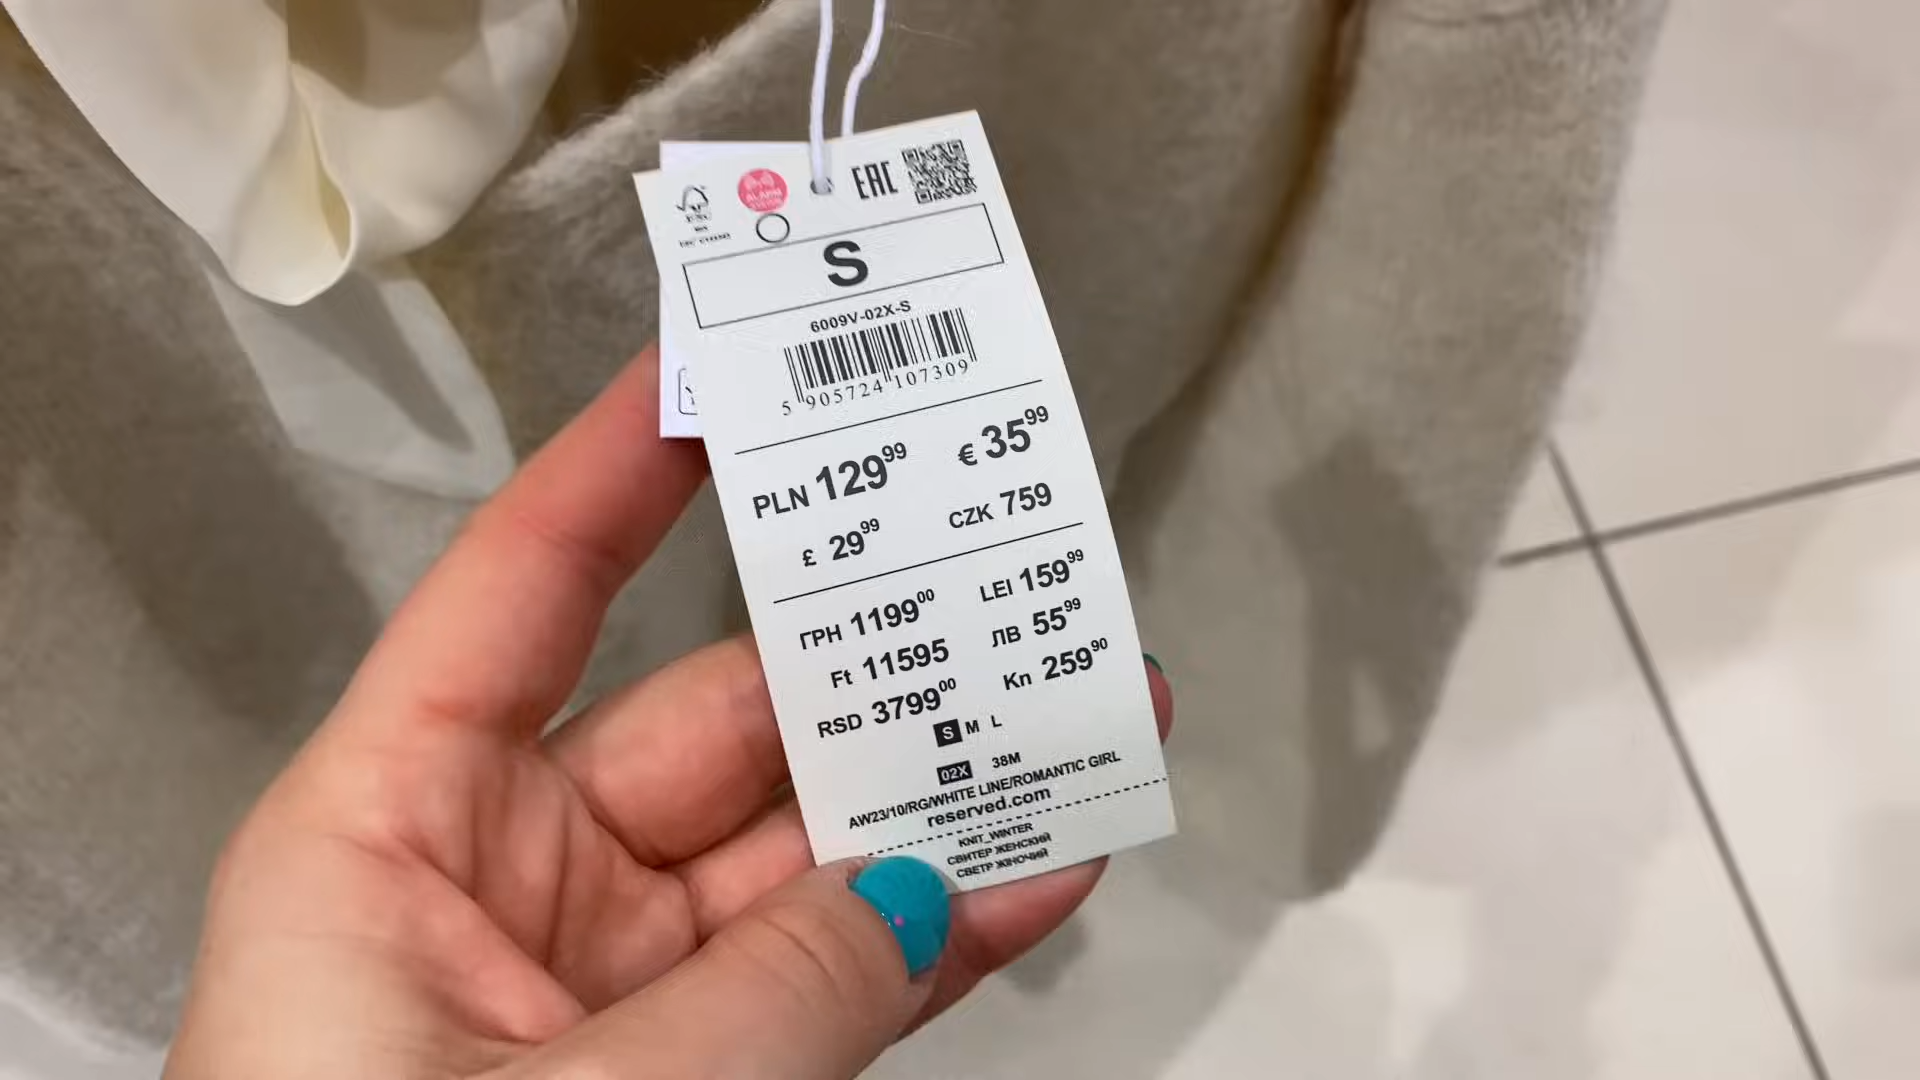 ALARM
EAC
S
6009V-02X-S
5 905724 107309
PLN 129⁹⁹ € 35⁹⁹
£ 29⁹⁹ CZK 759
ГРН 1199⁰⁰ LEI 159⁹⁹
Ft 11595 ЛВ 55⁹⁹
RSD 3799⁰⁰ Kn 259⁹⁰
S M L
02X 38M
AW23/10/RG/WHITE LINE/ROMANTIC GIRL
reserved.com
KNIT_WINTER
СВИТЕР ЖЕНСКИЙ
СВЕТР ЖІНОЧИЙ